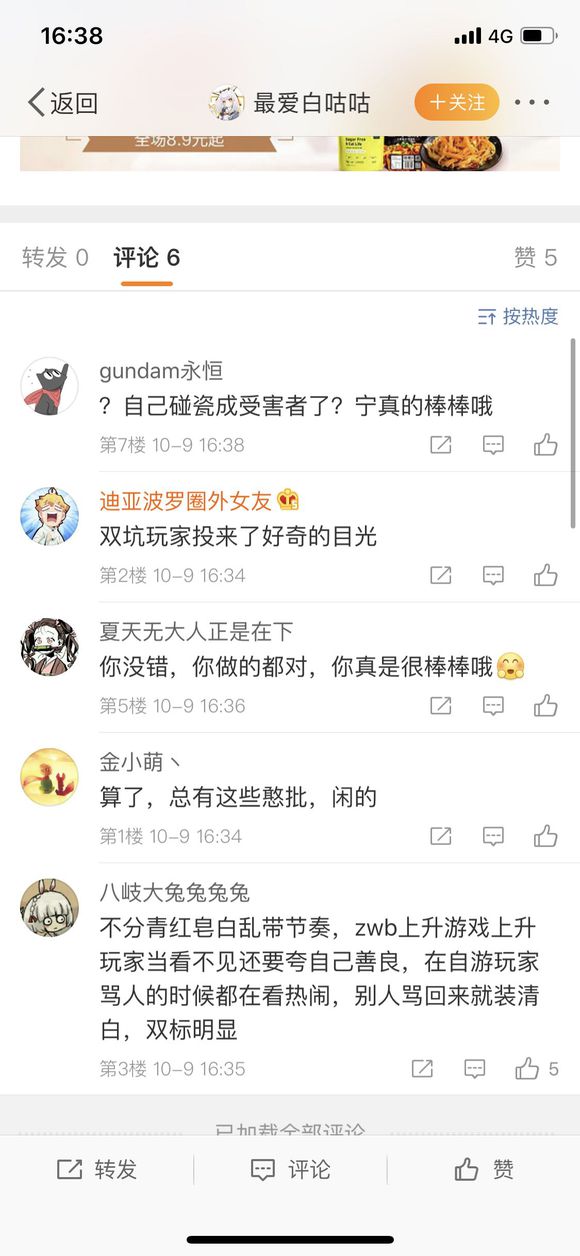 16:38
4G
返回
最爱白咕咕
+关注
全场8.9元起
转发 0
评论 6
赞 5
按热度
gundam永恒
？自己碰瓷成受害者了？宁真的棒棒哦
第7楼 10-9 16:38
迪亚波罗圈外女友
双坑玩家投来了好奇的目光
第2楼 10-9 16:34
夏天无大人正是在下
你没错，你做的都对，你真是很棒棒哦
第5楼 10-9 16:36
金小萌丶
算了，总有这些憨批，闲的
第1楼 10-9 16:34
八岐大兔兔兔兔
不分青红皂白乱带节奏，zwb上升游戏上升
玩家当看不见还要夸自己善良，在自游玩家
骂人的时候都在看热闹，别人骂回来就装清
白，双标明显
第3楼 10-9 16:35
5
已加载全部评论
转发
评论
赞